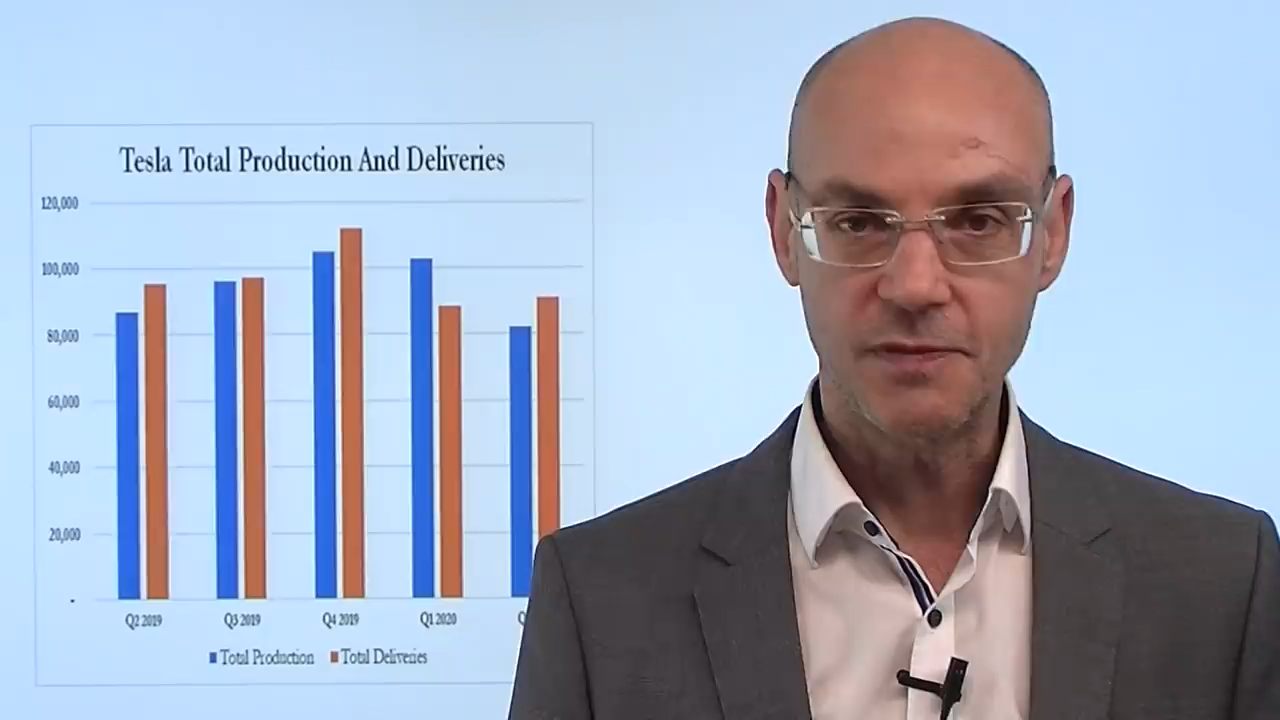 Tesla Total Production And Deliveries
120,000
100,000
80,000
60,000
40,000
20,000
-
Q2 2019 Q3 2019 Q4 2019 Q1 2020 Q
Total Production Total Deliveries